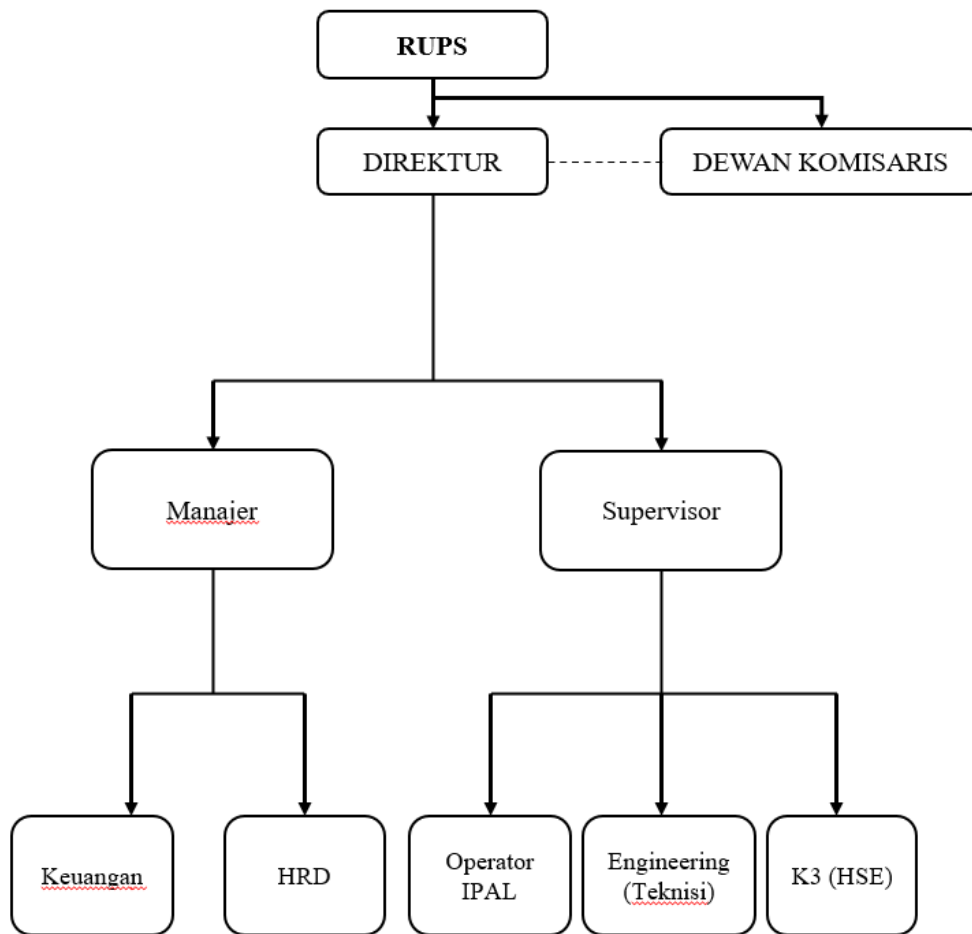 RUPS
DIREKTUR
DEWAN KOMISARIS
Manajer
Supervisor
Keuangan
HRD
Operator
IPAL
Engineering
(Teknisi)
K3 (HSE)